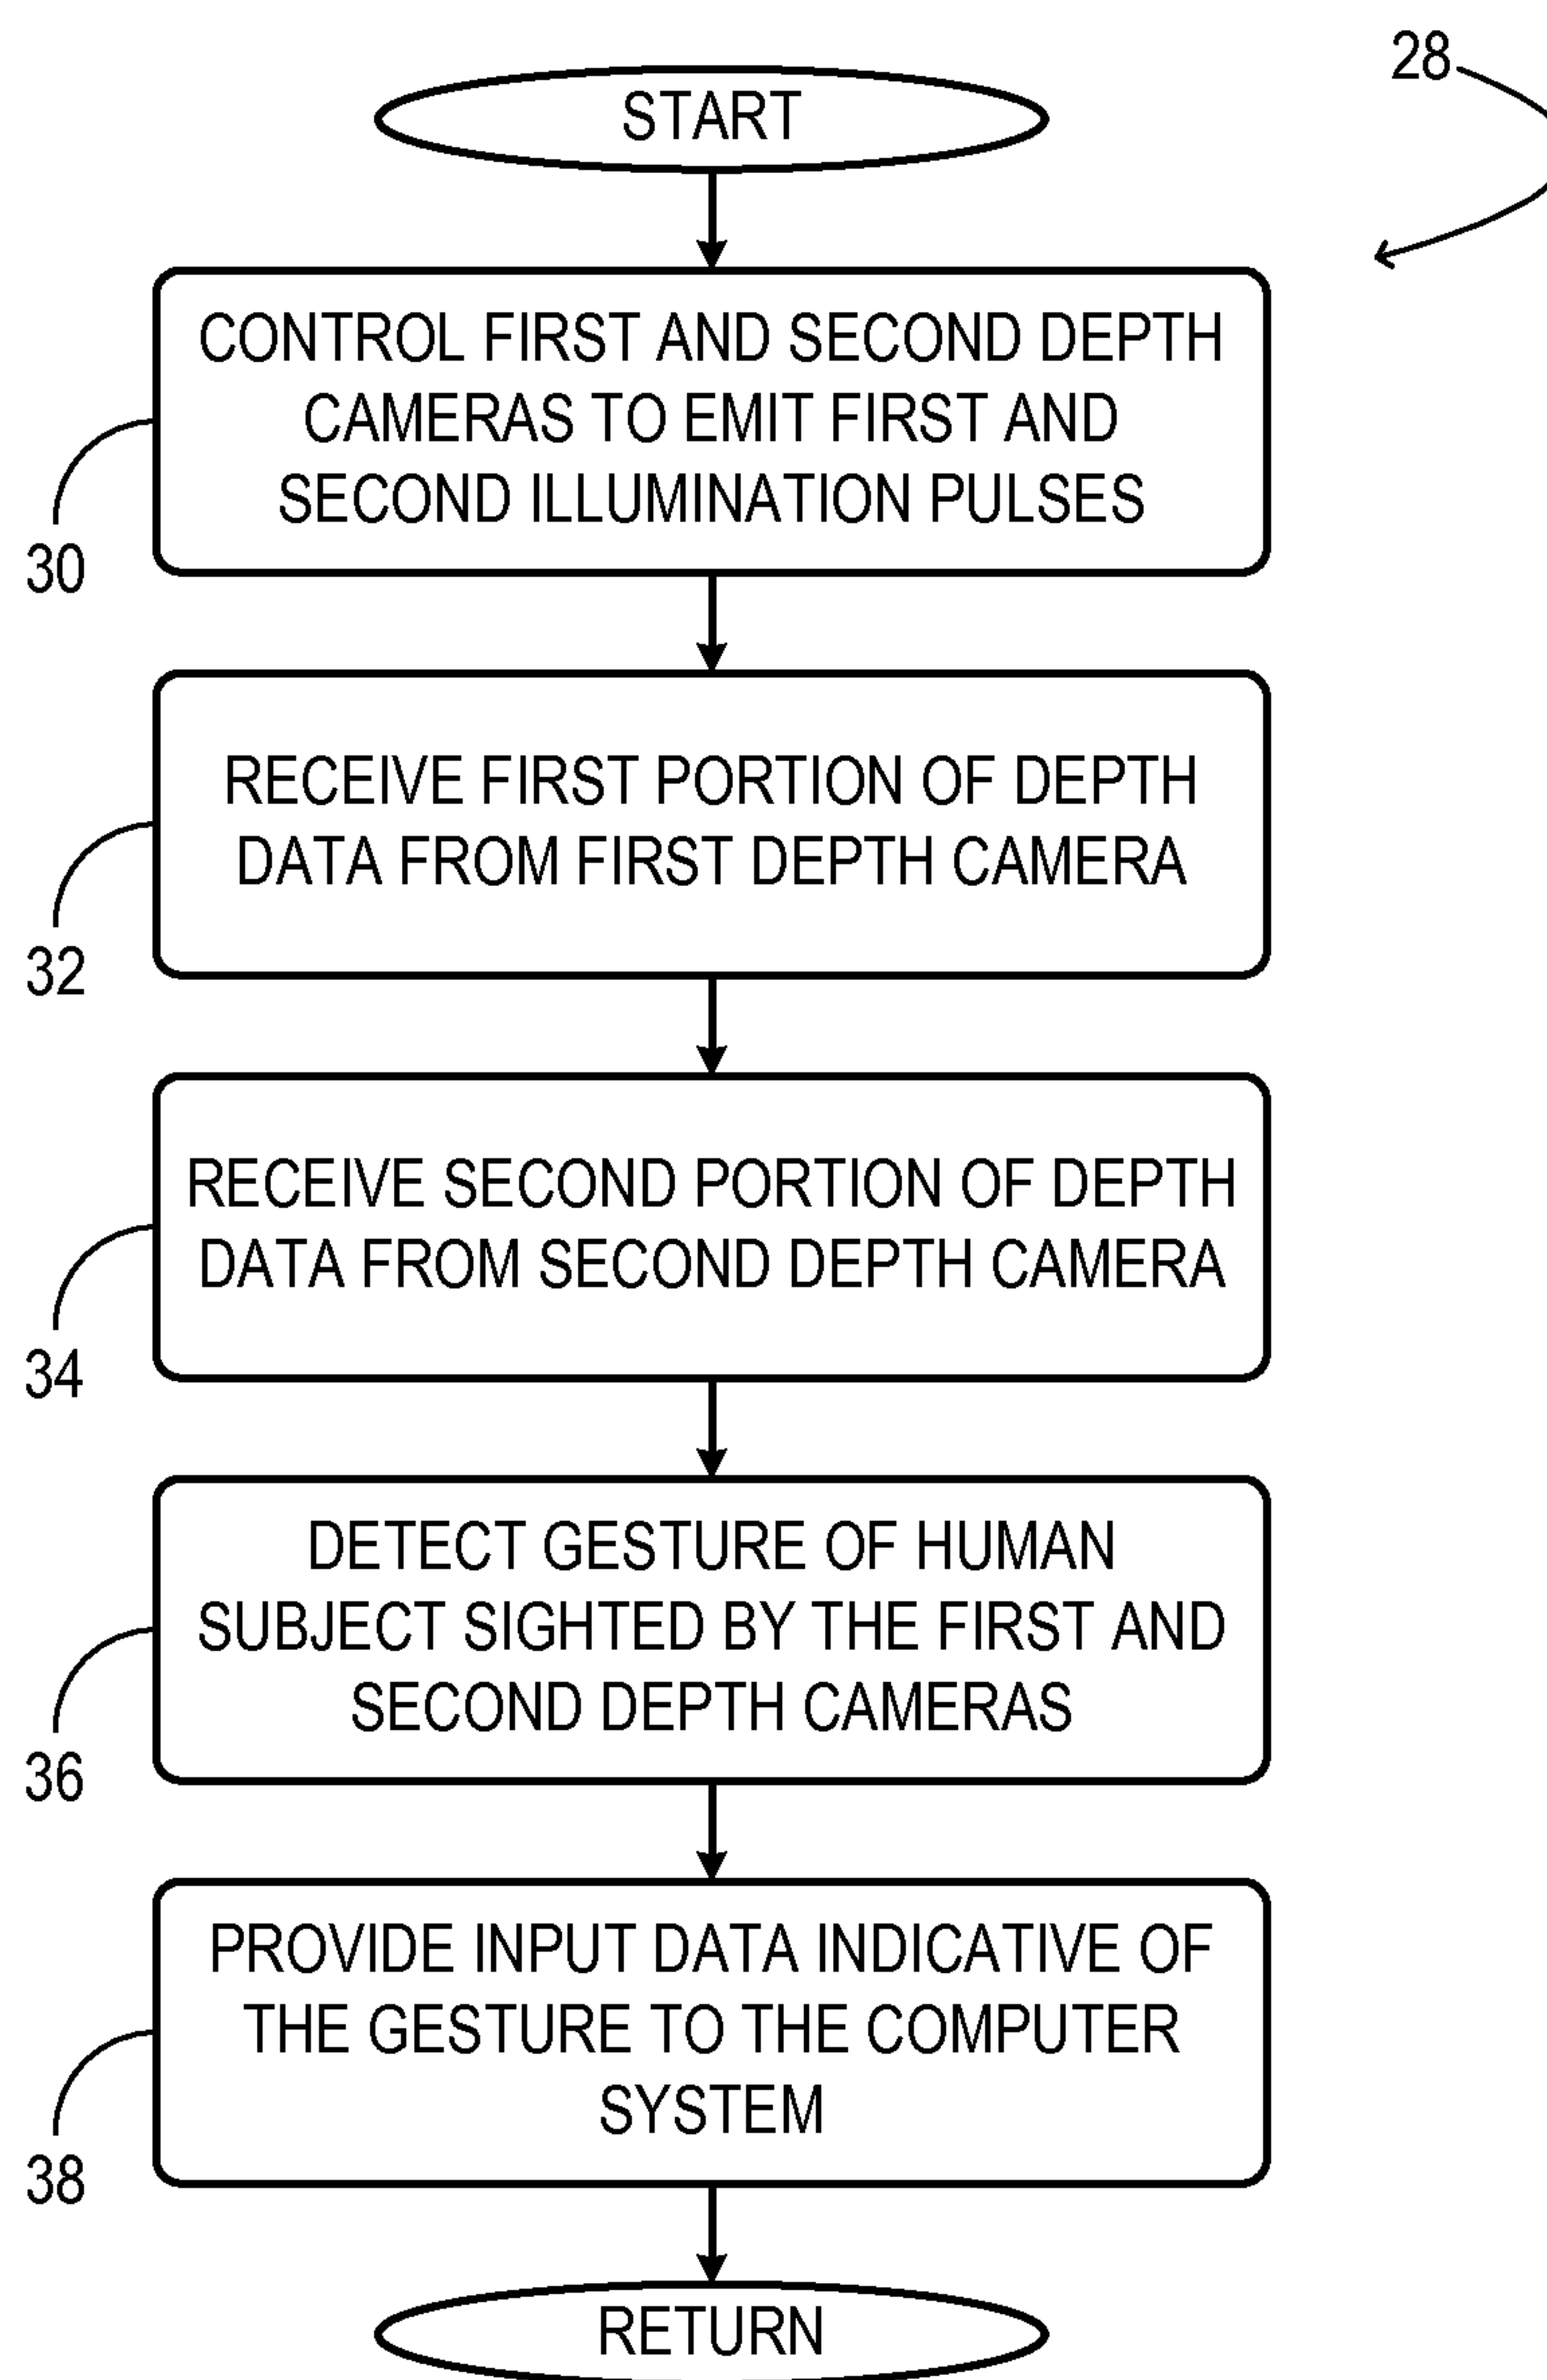 28
START
CONTROL FIRST AND SECOND DEPTH
CAMERAS TO EMIT FIRST AND
SECOND ILLUMINATION PULSES
30
RECEIVE FIRST PORTION OF DEPTH
DATA FROM FIRST DEPTH CAMERA
32
RECEIVE SECOND PORTION OF DEPTH
DATA FROM SECOND DEPTH CAMERA
34
DETECT GESTURE OF HUMAN
SUBJECT SIGHTED BY THE FIRST AND
SECOND DEPTH CAMERAS
36
PROVIDE INPUT DATA INDICATIVE OF
THE GESTURE TO THE COMPUTER
SYSTEM
38
RETURN